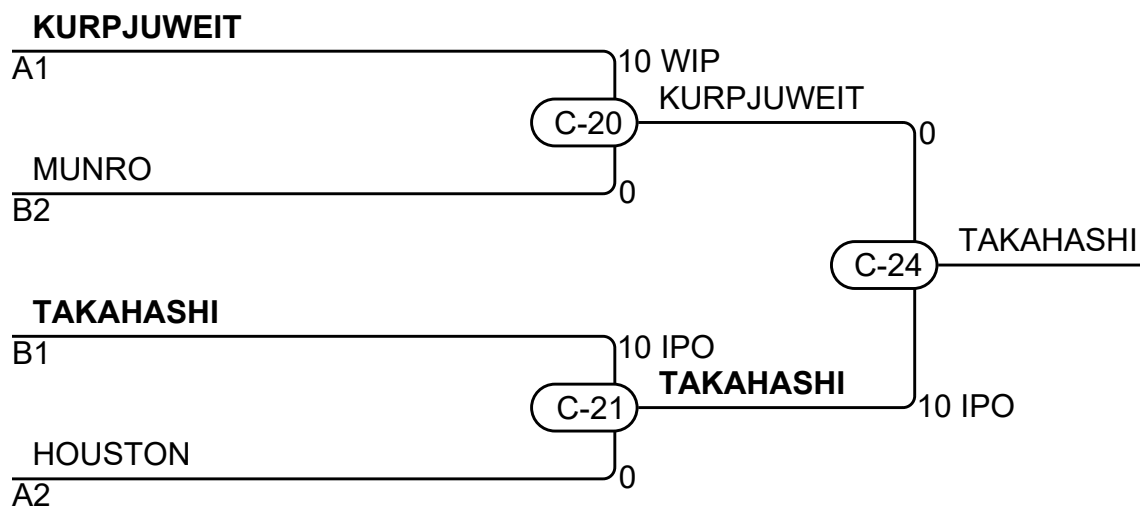 KURPJUWEIT
A1
10 WIP
KURPJUWEIT
C-20
0
MUNRO
0
B2
TAKAHASHI
C-24
TAKAHASHI
B1
10 IPO
TAKAHASHI
C-21
10 IPO
HOUSTON
0
A2